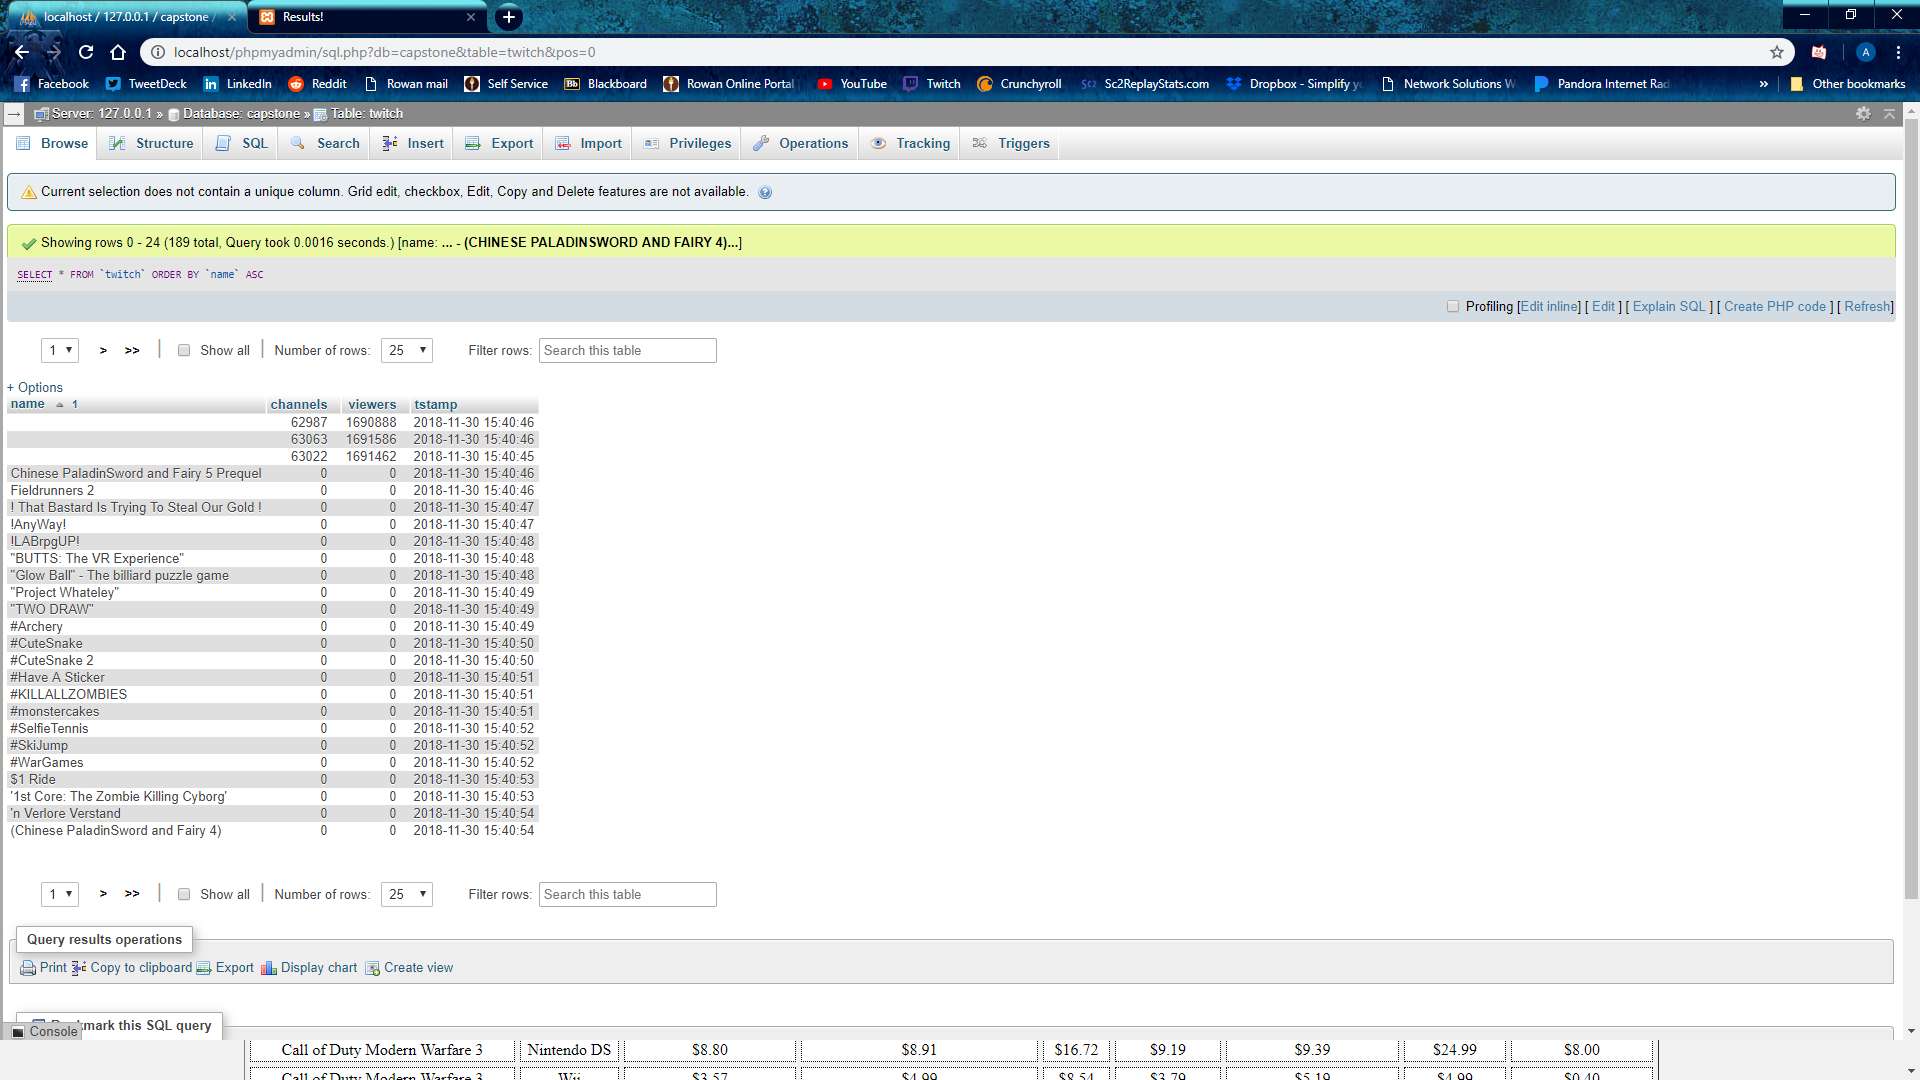 localhost / 127.0.0.1 / capstone /
Results!
localhost/phpmyadmin/sql.php?db=capstone&table=twitch&pos=0
A
Facebook TweetDeck LinkedIn Reddit Rowan mail Self Service Blackboard Rowan Online Portal YouTube Twitch Crunchyroll Sc2ReplayStats.com Dropbox - Simplify Network Solutions Pandora Internet Rad » Other bookmarks
Server: 127.0.0.1 » Database: capstone » Table: twitch
Browse Structure SQL Search Insert Export Import Privileges Operations Tracking Triggers
Current selection does not contain a unique column. Grid edit, checkbox, Edit, Copy and Delete features are not available.
Showing rows 0 - 24 (189 total, Query took 0.0016 seconds.) [name: ... - (CHINESE PALADINSWORD AND FAIRY 4)...]
SELECT * FROM `twitch` ORDER BY `name` ASC
Profiling [Edit inline] [ Edit ] [ Explain SQL ] [ Create PHP code ] [ Refresh]
1 > >> Show all Number of rows: 25 Filter rows: Search this table
+ Options
name 1 channels viewers tstamp
62987 1690888 2018-11-30 15:40:46
63063 1691586 2018-11-30 15:40:46
63022 1691462 2018-11-30 15:40:45
Chinese PaladinSword and Fairy 5 Prequel 0 0 2018-11-30 15:40:46
Fieldrunners 2 0 0 2018-11-30 15:40:46
! That Bastard Is Trying To Steal Our Gold ! 0 0 2018-11-30 15:40:47
!AnyWay! 0 0 2018-11-30 15:40:47
!LABrpgUP! 0 0 2018-11-30 15:40:48
"BUTTS: The VR Experience" 0 0 2018-11-30 15:40:48
"Glow Ball" - The billiard puzzle game 0 0 2018-11-30 15:40:48
"Project Whateley" 0 0 2018-11-30 15:40:49
"TWO DRAW" 0 0 2018-11-30 15:40:49
#Archery 0 0 2018-11-30 15:40:49
#CuteSnake 0 0 2018-11-30 15:40:50
#CuteSnake 2 0 0 2018-11-30 15:40:50
#Have A Sticker 0 0 2018-11-30 15:40:51
#KILLALLZOMBIES 0 0 2018-11-30 15:40:51
#monstercakes 0 0 2018-11-30 15:40:51
#SelfieTennis 0 0 2018-11-30 15:40:52
#SkiJump 0 0 2018-11-30 15:40:52
#WarGames 0 0 2018-11-30 15:40:52
$1 Ride 0 0 2018-11-30 15:40:53
'1st Core: The Zombie Killing Cyborg' 0 0 2018-11-30 15:40:53
'n Verlore Verstand 0 0 2018-11-30 15:40:54
(Chinese PaladinSword and Fairy 4) 0 0 2018-11-30 15:40:54
1 > >> Show all Number of rows: 25 Filter rows: Search this table
Query results operations
Print Copy to clipboard Export Display chart Create view
mark this SQL query
Console
Call of Duty Modern Warfare 3 Nintendo DS $8.80 $8.91 $16.72 $9.19 $9.39 $24.99 $8.00
Call of Duty Modern Warfare 3 Wii $3.57 $4.99 $8.54 $3.79 $5.19 $4.99 $0.40